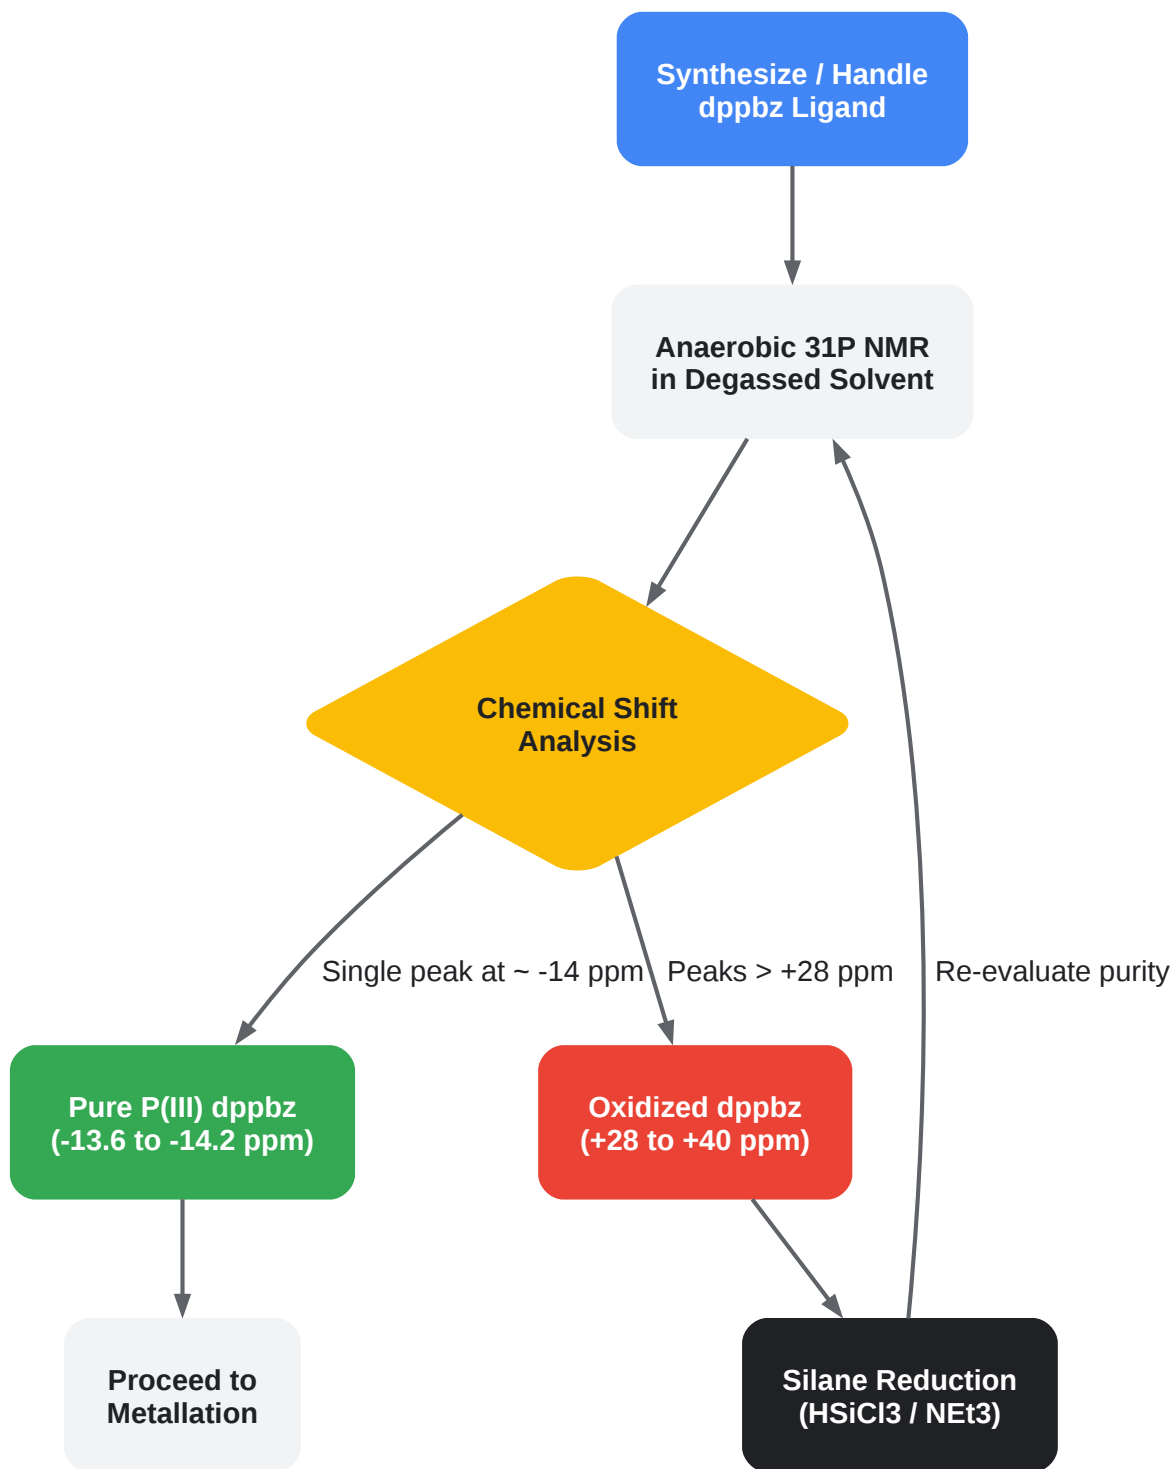 Synthesize / Handle
dppbz Ligand
Anaerobic 31P NMR
in Degassed Solvent
Chemical Shift
Analysis
Single peak at ~ -14 ppm
Peaks > +28 ppm
Re-evaluate purity
Pure P(III) dppbz
(-13.6 to -14.2 ppm)
Oxidized dppbz
(+28 to +40 ppm)
Proceed to
Metallation
Silane Reduction
(HSiCl3 / NEt3)